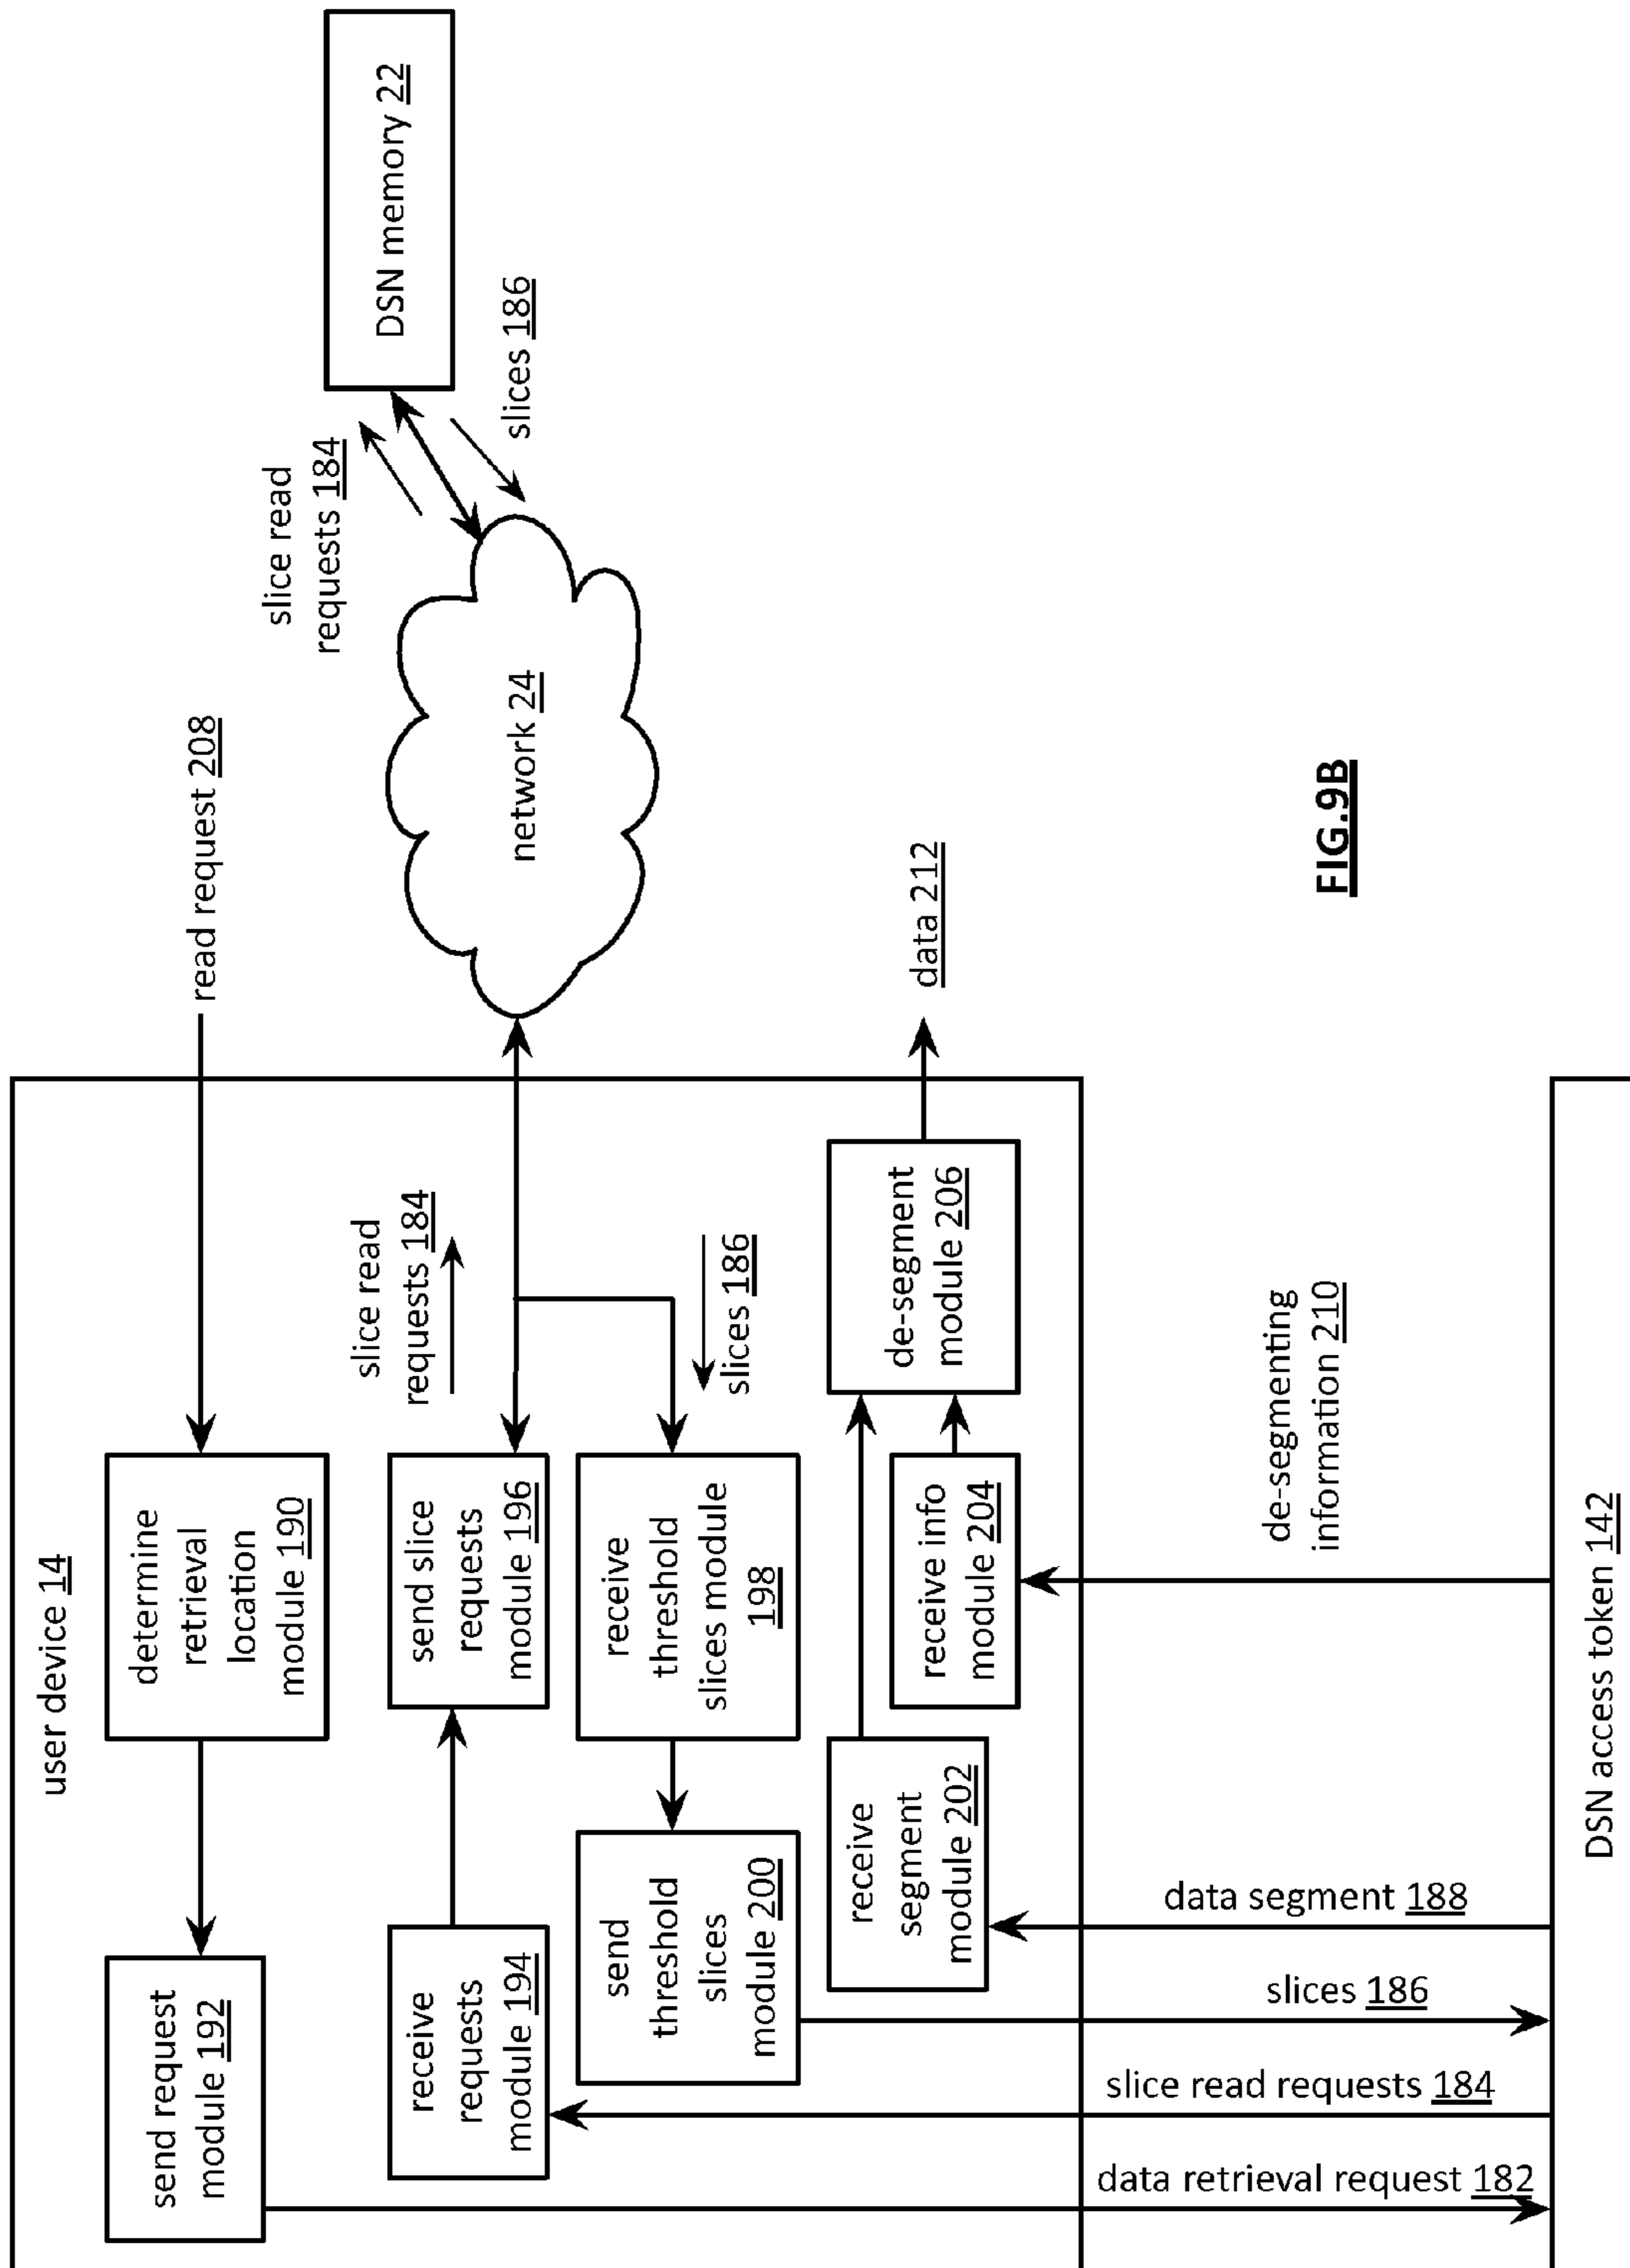 user device 14
send request
module 192
determine
retrieval
location
module 190
read request 208
receive
requests
module 194
send slice
requests
module 196
slice read
requests 184
slice read
requests 184
DSN memory 22
slices 186
network 24
send
threshold
slices
module 200
receive
threshold
slices module
198
slices 186
receive
segment
module 202
receive info
module 204
de-segment
module 206
data 212
data retrieval request 182
slice read requests 184
slices 186
data segment 188
de-segmenting
information 210
DSN access token 142
FIG.9B